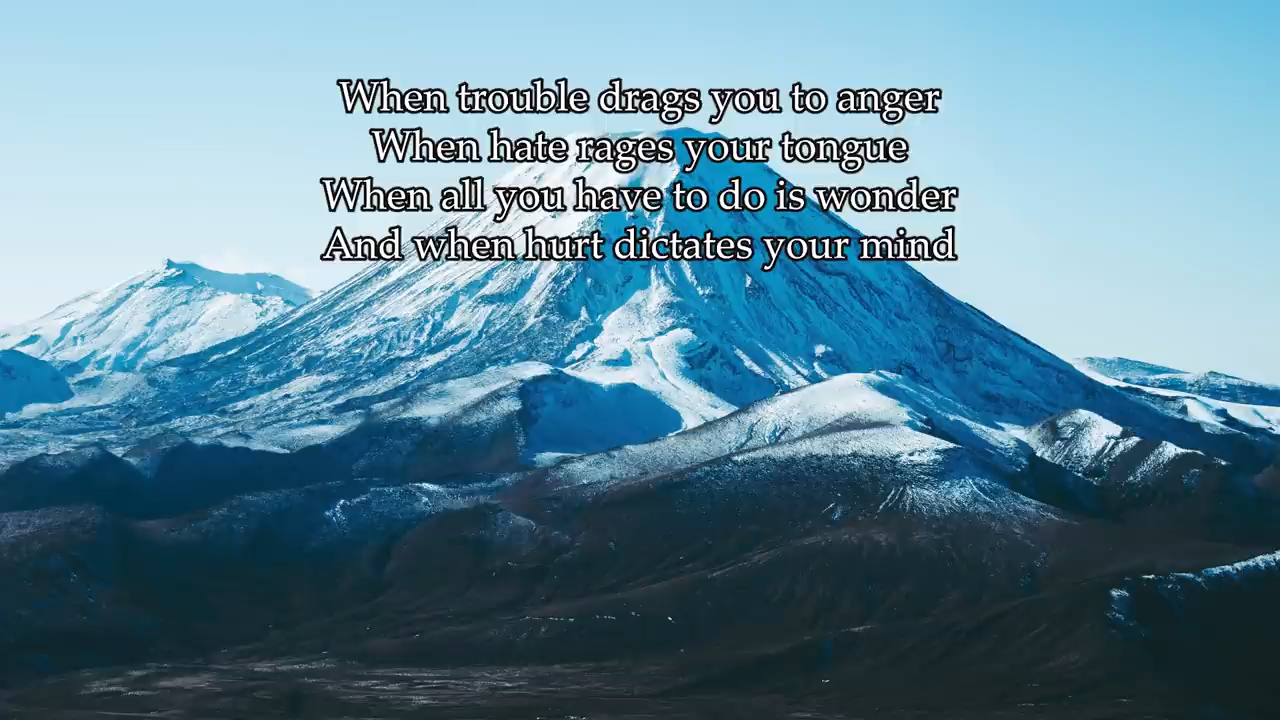 When trouble drags you to anger
When hate rages your tongue
When all you have to do is wonder
And when hurt dictates your mind